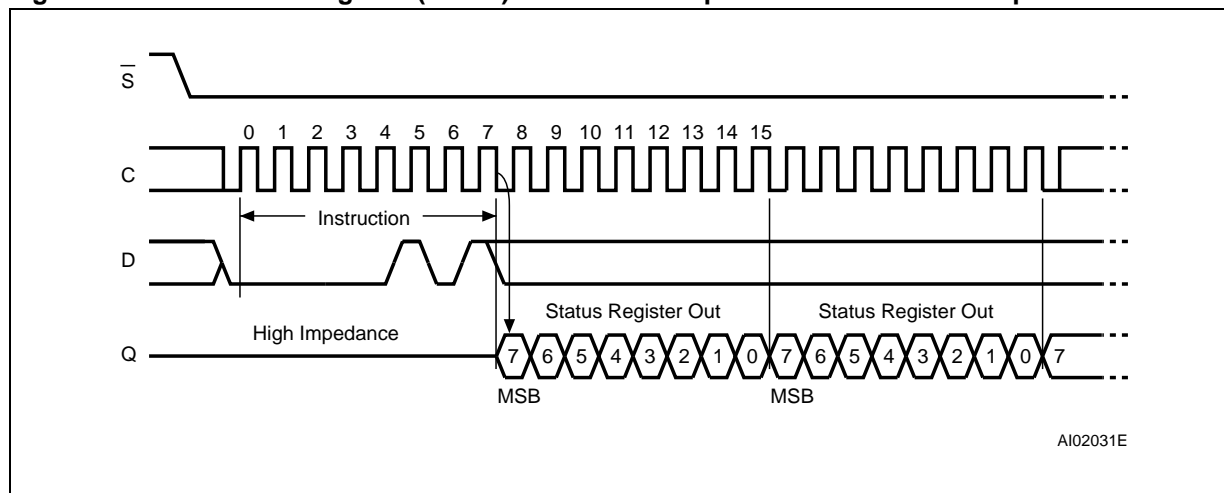 S
0 1 2 3 4 5 6 7 8 9 10 11 12 13 14 15
C
Instruction
D
Status Register Out Status Register Out
High Impedance
Q 7 6 5 4 3 2 1 0 7 6 5 4 3 2 1 0 7
MSB MSB
AI02031E